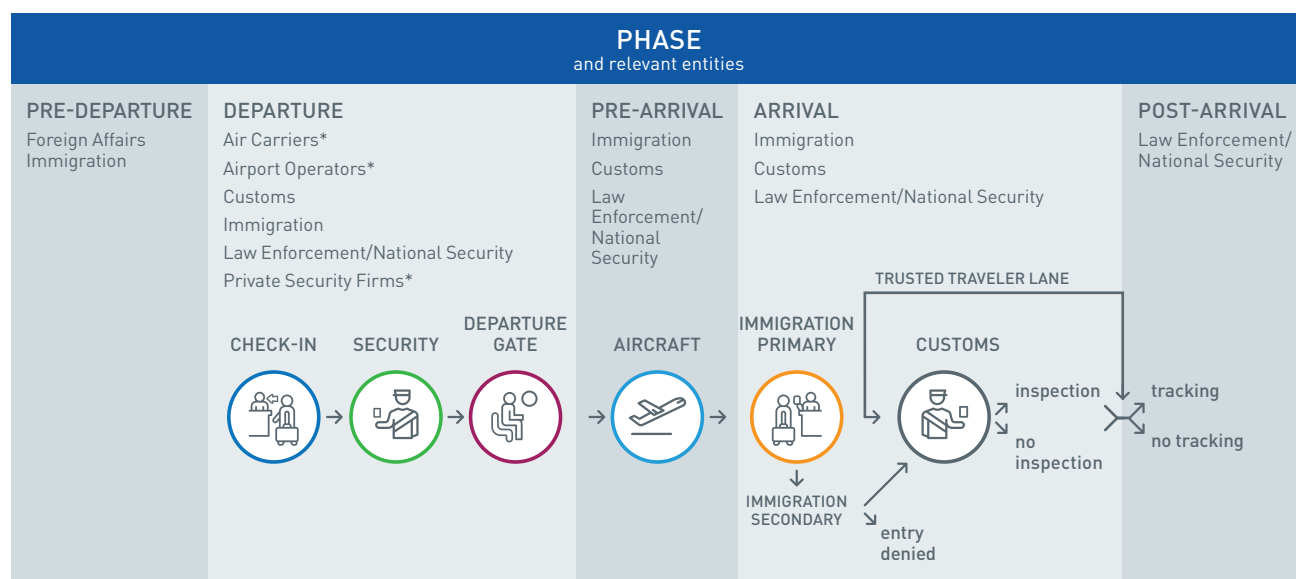 PHASE
and relevant entities
PRE-DEPARTURE
Foreign Affairs
Immigration
DEPARTURE
Air Carriers*
Airport Operators*
Customs
Immigration
Law Enforcement/National Security
Private Security Firms*
PRE-ARRIVAL
Immigration
Customs
Law
Enforcement/
National
Security
ARRIVAL
Immigration
Customs
Law Enforcement/National Security
POST-ARRIVAL
Law Enforcement/
National Security
TRUSTED TRAVELER LANE
CHECK-IN
SECURITY
DEPARTURE
GATE
AIRCRAFT
IMMIGRATION
PRIMARY
CUSTOMS
inspection
no
inspection
tracking
no tracking
IMMIGRATION
SECONDARY
entry
denied